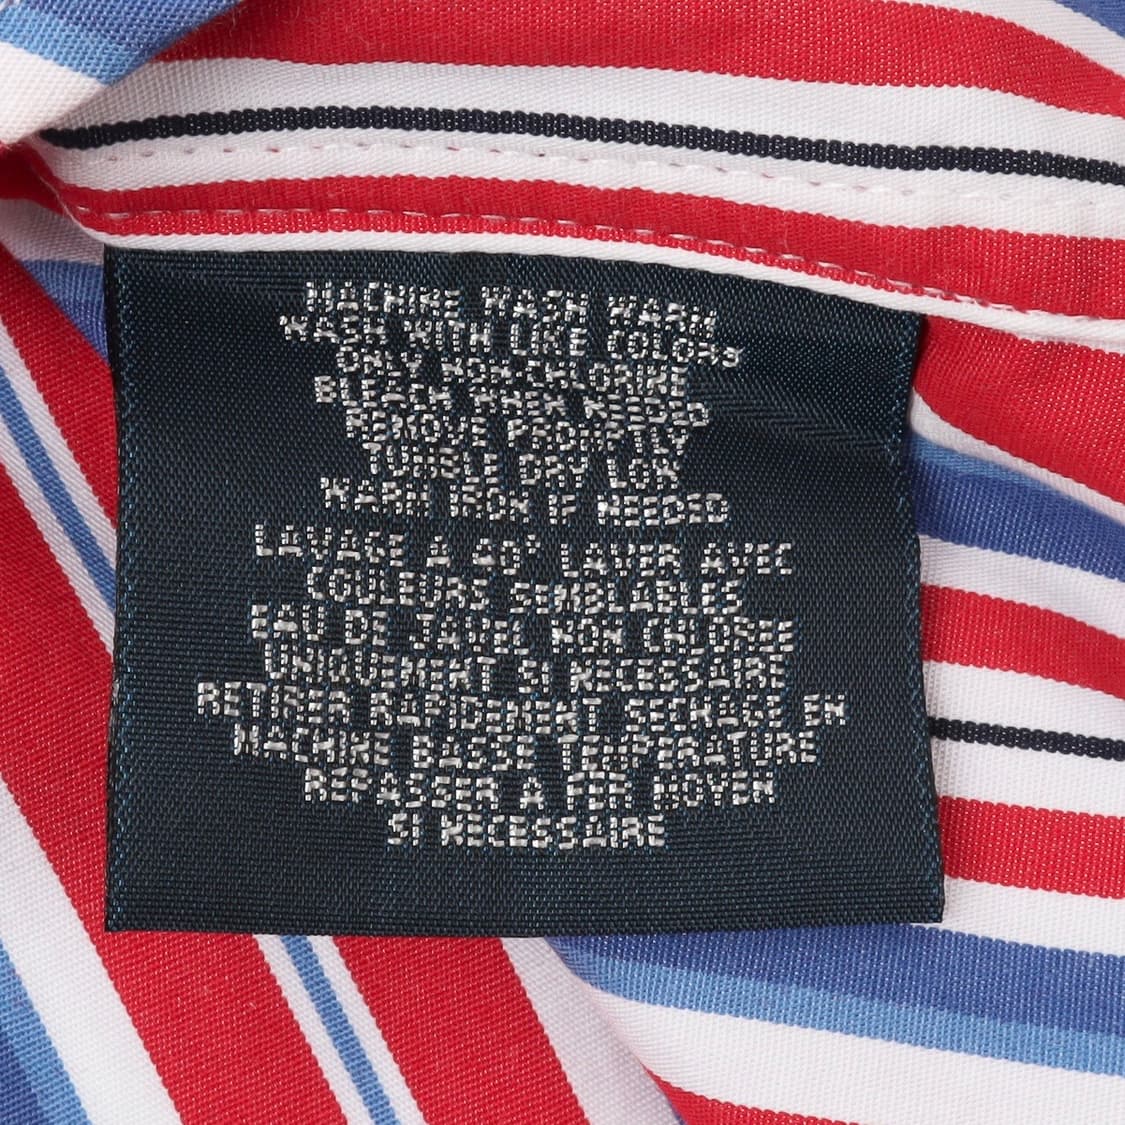 MACHINE WASH WARM
WASH WITH LIKE COLORS
ONLY NON-CHLORINE
BLEACH WHEN NEEDED
REMOVE PROMPTLY
TUMBLE DRY LOW
WARM IRON IF NEEDED
LAVAGE A 40° LAVER AVEC
COULEURS SEMBLABLES
EAU DE JAVEL NON CHLOREE
UNIQUEMENT SI NECESSAIRE
RETIRER RAPIDEMENT SECHAGE EN
MACHINE BASSE TEMPERATURE
REPASSER A FER MOYEN
SI NECESSAIRE